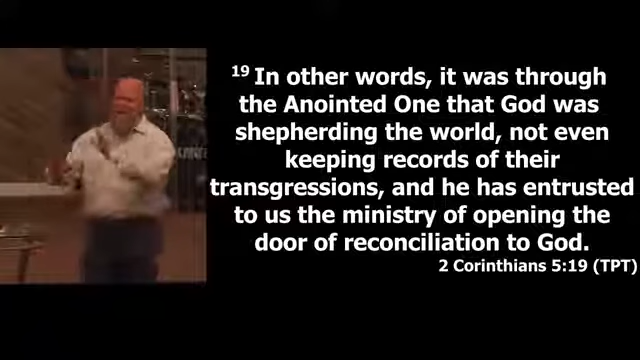 19 In other words, it was through
the Anointed One that God was
shepherding the world, not even
keeping records of their
transgressions, and he has entrusted
to us the ministry of opening the
door of reconciliation to God.
2 Corinthians 5:19 (TPT)